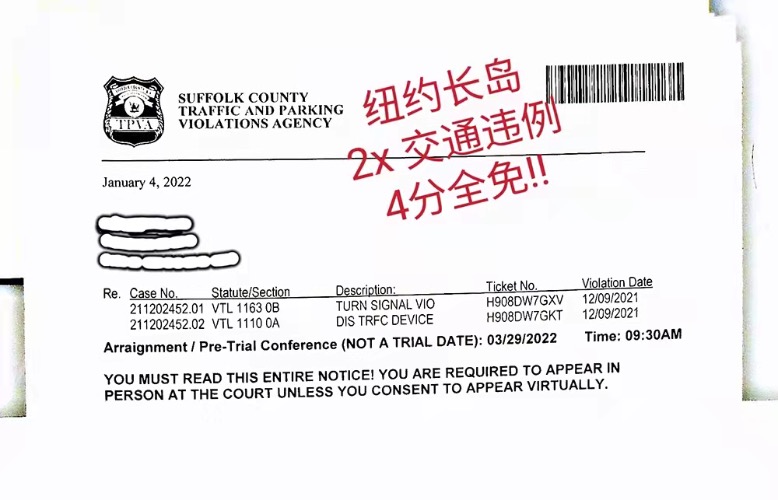 SUFFOLK COUNTY
TRAFFIC AND PARKING
VIOLATIONS AGENCY
TPVA
纽约长岛
2x 交通违例
4分全免!!
January 4, 2022
Re. Case No. Statute/Section Description: Ticket No. Violation Date
211202452.01 VTL 1163 0B TURN SIGNAL VIO H908DW7GXV 12/09/2021
211202452.02 VTL 1110 0A DIS TRFC DEVICE H908DW7GKT 12/09/2021
Arraignment / Pre-Trial Conference (NOT A TRIAL DATE): 03/29/2022 Time: 09:30AM
YOU MUST READ THIS ENTIRE NOTICE! YOU ARE REQUIRED TO APPEAR IN
PERSON AT THE COURT UNLESS YOU CONSENT TO APPEAR VIRTUALLY.